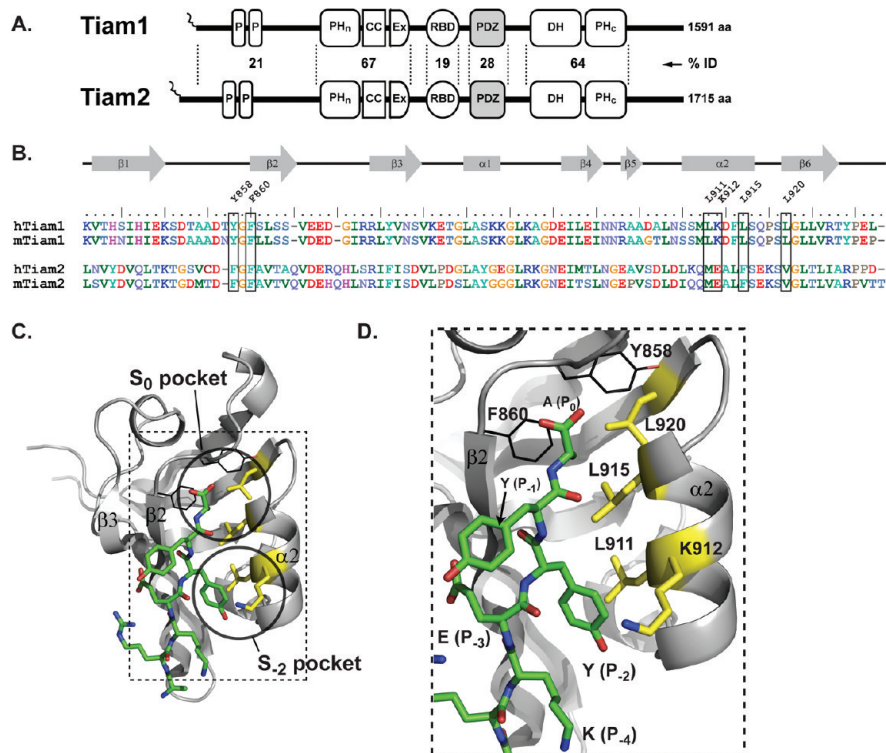 A.
Tiam1
P P PHn CC Ex RBD PDZ DH PHc 1591 aa
21 67 19 28 64 % ID
Tiam2
P P PHn CC Ex RBD PDZ DH PHc 1715 aa
B.
β1 β2 β3 α1 β4 β5 α2 β6
Y858 F860 L911 K912 L915 L920
hTiam1 KVTHSIHIEKSDTAADTYGFSLSS-VEED-GIRRLYVNSVKETGLASKKGLKAGDEILEINNRAADALNSSMLKDFLSQPSLGLLVRTYPEL-
mTiam1 KVTHNIHIEKSDTAADNYGFLLSS-VEED-GIRRLYVNSVKETGLASKKGLKAGDEILEINNRAAGTLNSSMLKDFLSQPSLGLLVRTYPEL-
hTiam2 LNVYDVQLTKTGSVCD-FGFAVTAQVDERQHLSRIFISDVLPDGLAYGEGLRKGNEIMTLNGEAVSDLDLKQMEALFSEKSVGLTLIARPPD-
mTiam2 LSVYDVQLTKTGDMTD-FGFAVTVQVDEHQHLNRIFISDVLPDSLAYGGGLRKGNEITSLNGEPVSDLDIQQMEALFSEKSVGLTLVARPVTT
C.
S0 pocket
β3 β2 α2
S-2 pocket
D.
Y858
A (P0)
F860
L920
β2
L915
α2
Y (P-1)
L911 K912
E (P-3)
Y (P-2)
K (P-4)